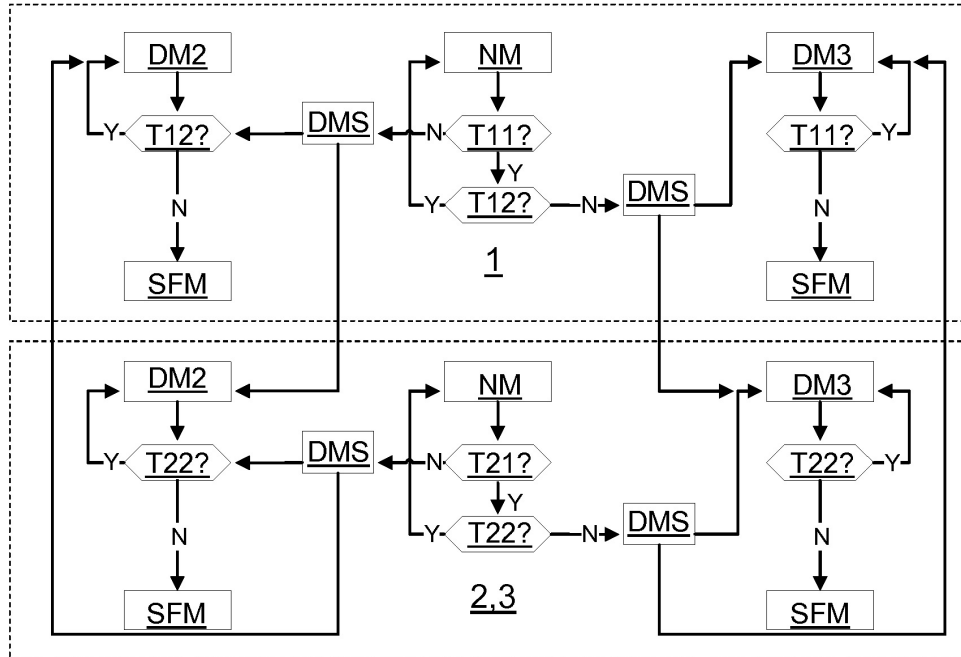 DM2 NM DM3
Y T12? DMS N T11? T11? Y
Y
Y T12? N DMS
N N
1
SFM SFM
DM2 NM DM3
Y T22? DMS N T21? T22? Y
Y
Y T22? N DMS
N N
2,3
SFM SFM